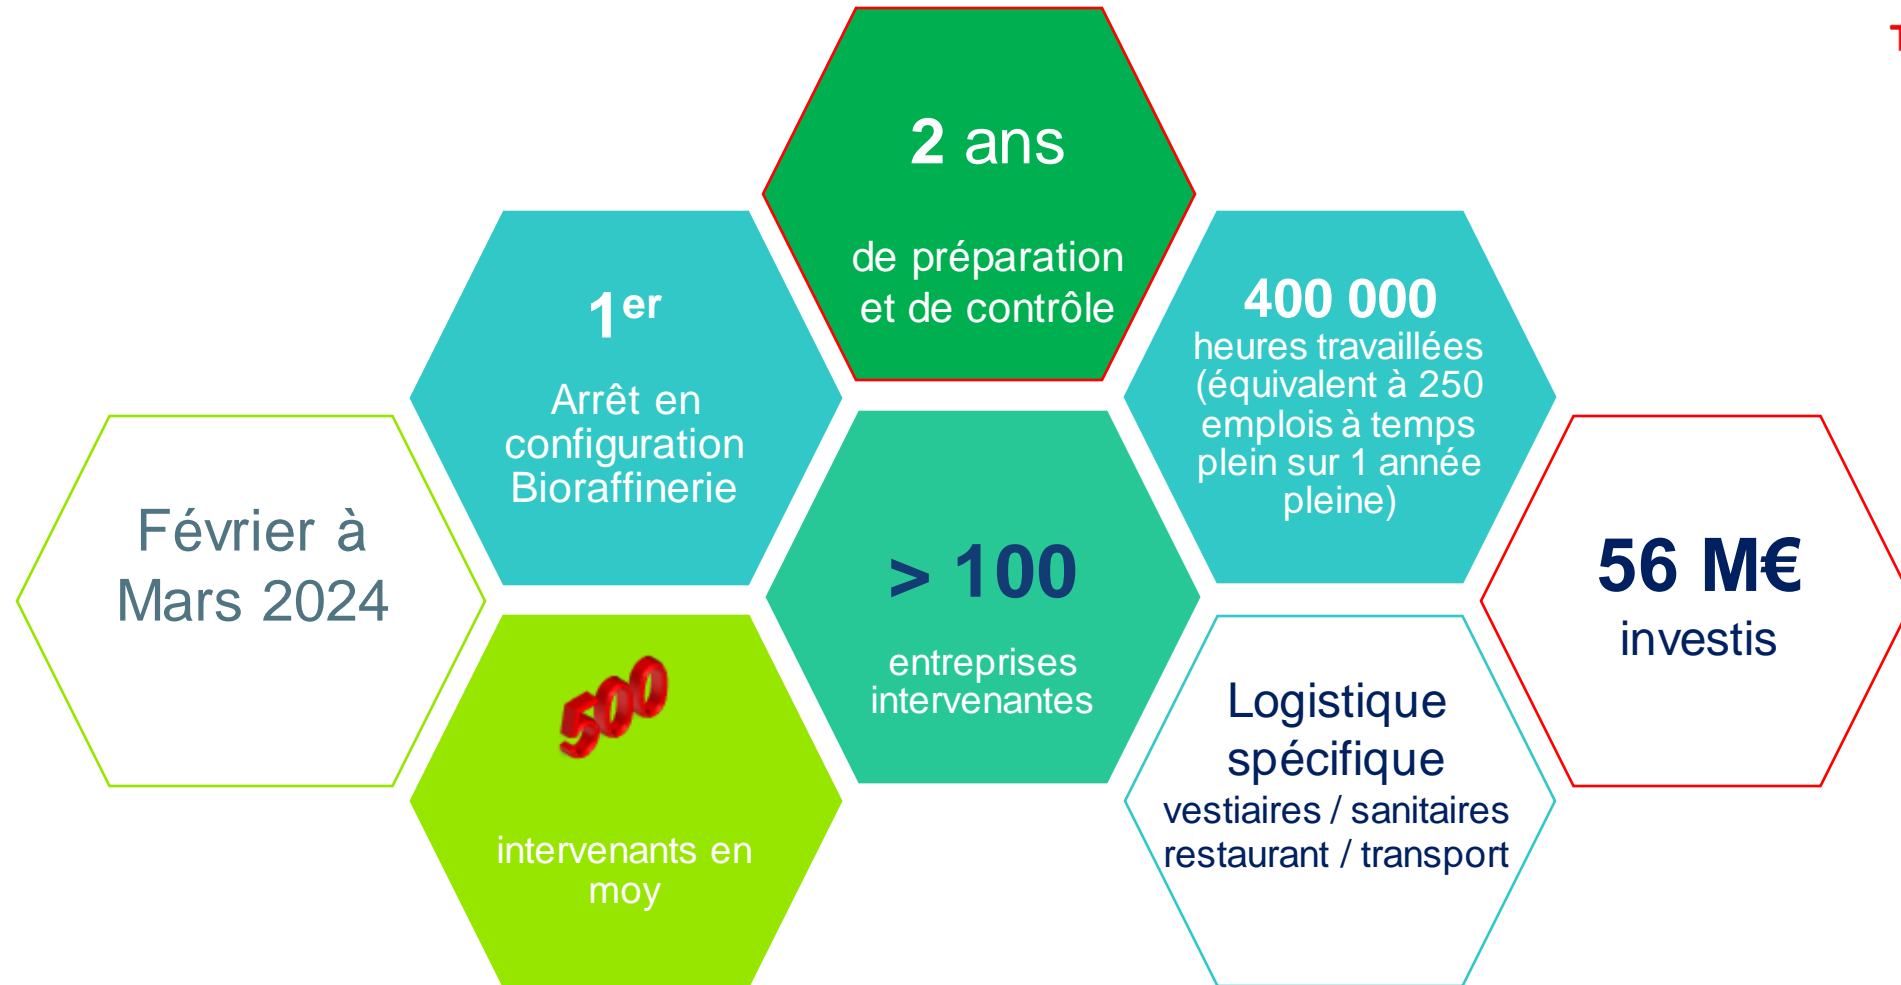 2 ans
de préparation
et de contrôle
1er
Arrêt en
configuration
Bioraffinerie
400 000
heures travaillées
(équivalent à 250
emplois à temps
plein sur 1 année
pleine)
Février à
Mars 2024
> 100
entreprises
intervenantes
56 M€
investis
500
intervenants en
moy
Logistique
spécifique
vestiaires / sanitaires
restaurant / transport